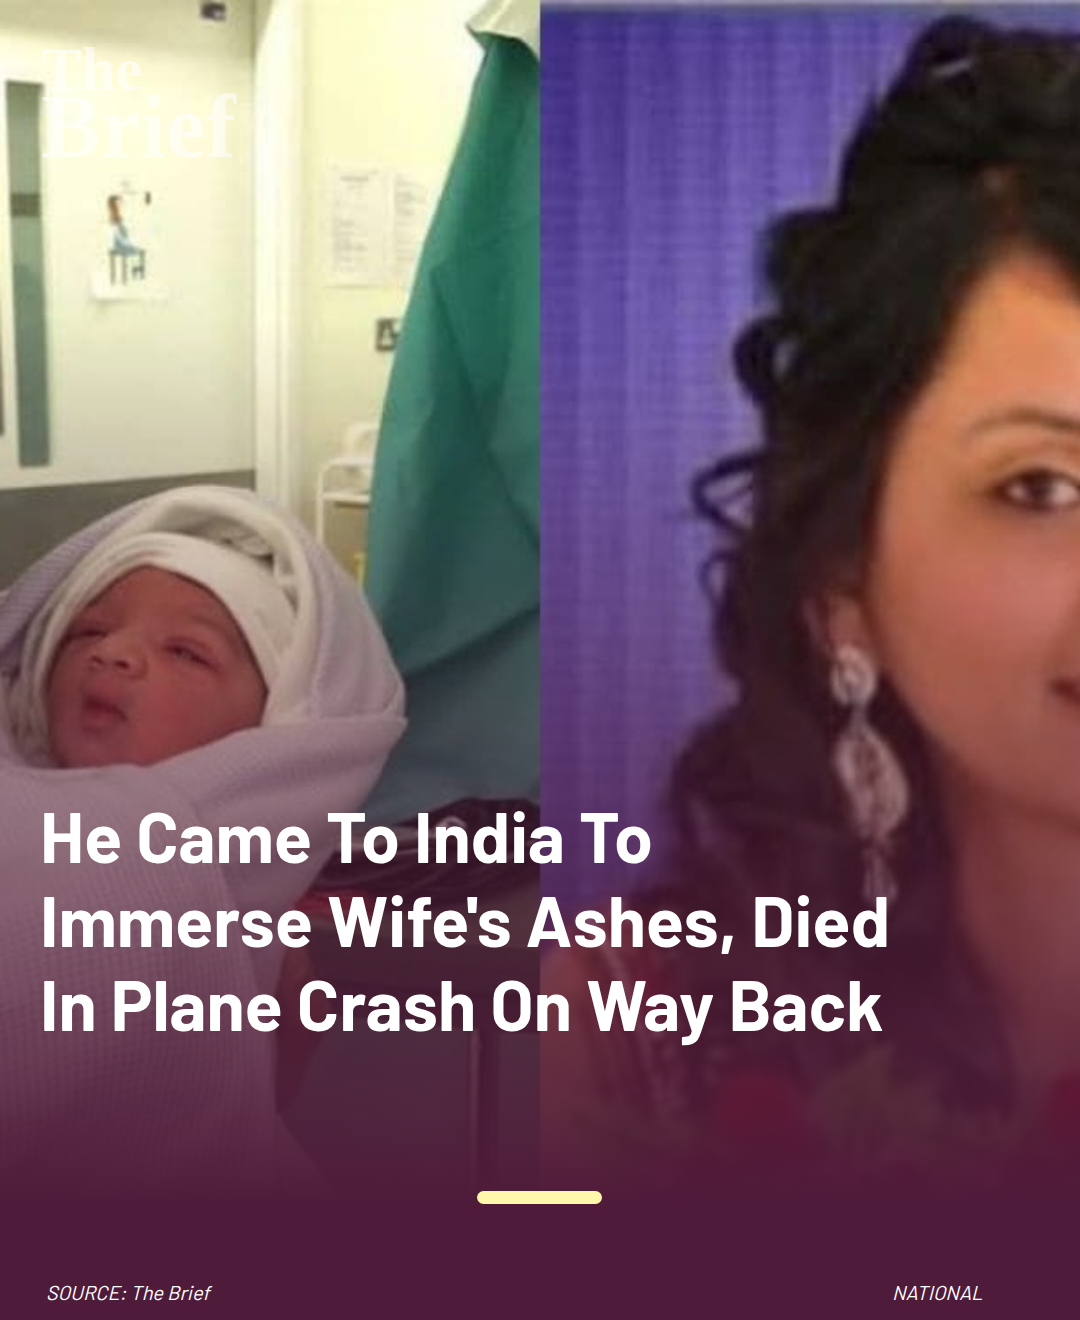 The
Brief
He Came To India To
Immerse Wife's Ashes, Died
In Plane Crash On Way Back
SOURCE: The Brief
NATIONAL